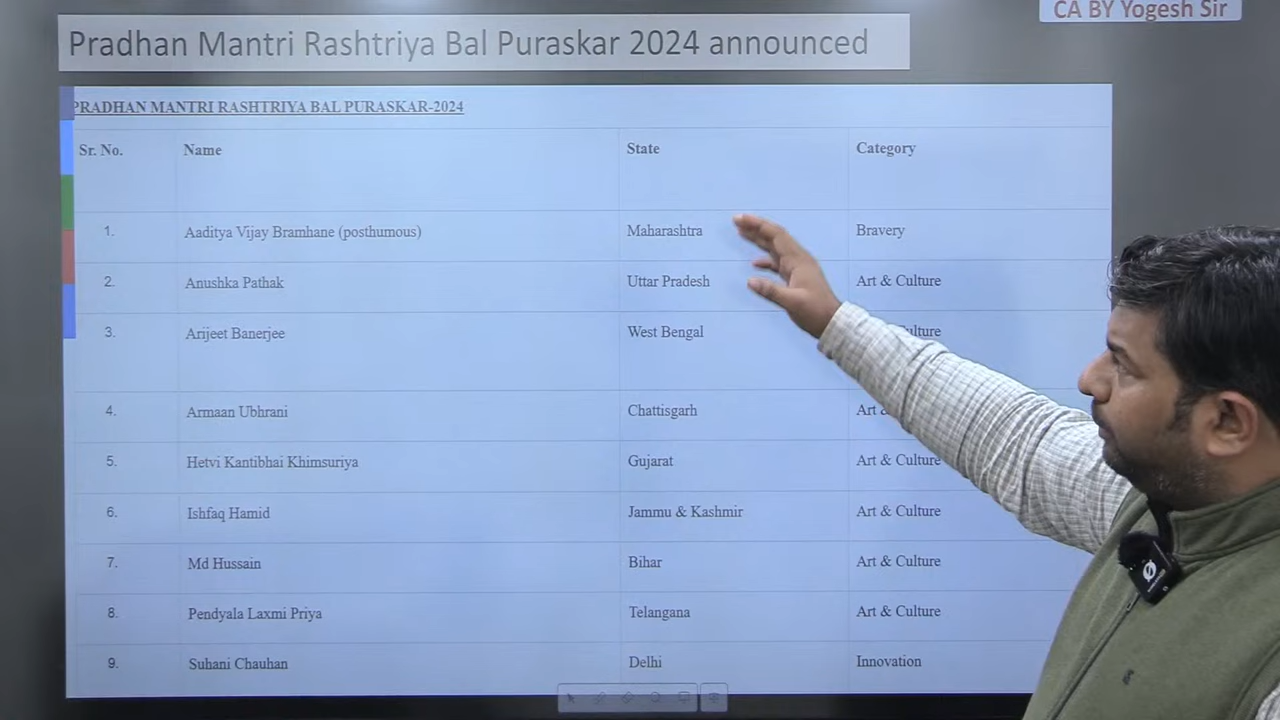 CA BY Yogesh Sir
Pradhan Mantri Rashtriya Bal Puraskar 2024 announced
PRADHAN MANTRI RASHTRIYA BAL PURASKAR-2024
Sr. No. Name State Category
1. Aaditya Vijay Bramhane (posthumous) Maharashtra Bravery
2. Anushka Pathak Uttar Pradesh Art & Culture
3. Arijeet Banerjee West Bengal ulture
4. Armaan Ubhrani Chattisgarh Art
5. Hetvi Kantibhai Khimsuriya Gujarat Art & Culture
6. Ishfaq Hamid Jammu & Kashmir Art & Culture
7. Md Hussain Bihar Art & Culture
8. Pendyala Laxmi Priya Telangana Art & Culture
9. Suhani Chauhan Delhi Innovation